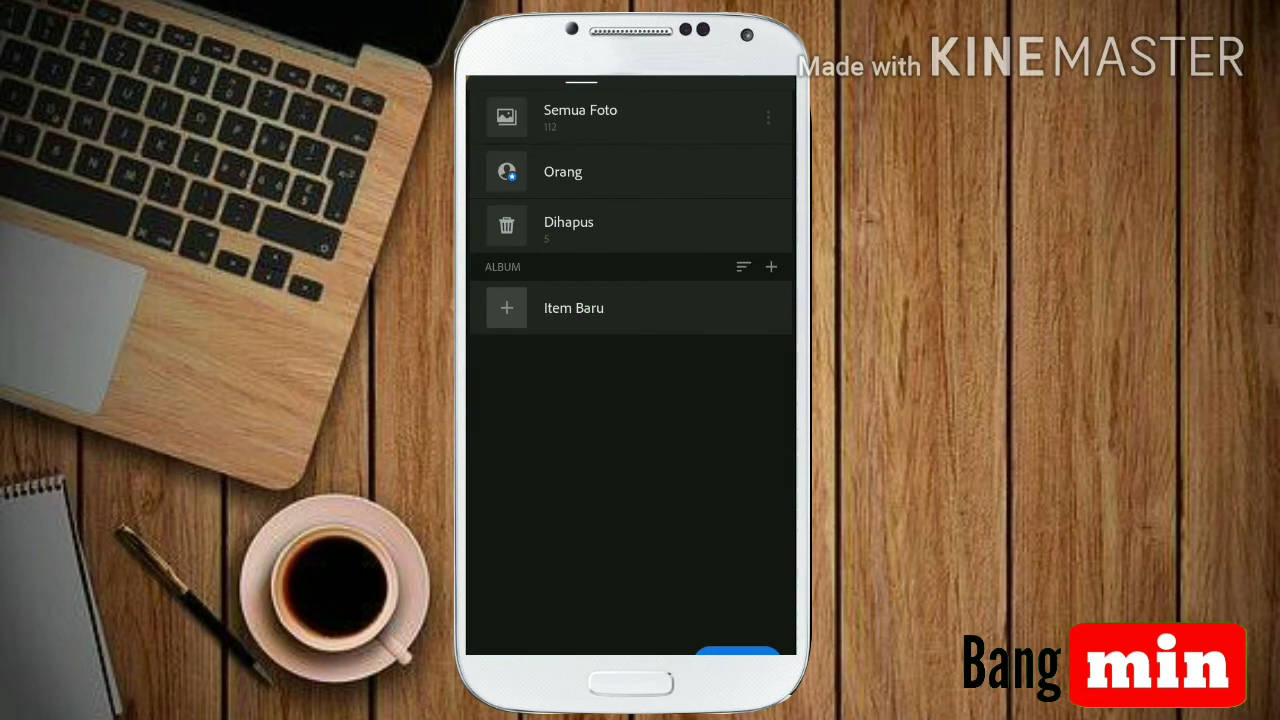 Made with KINEMASTER
Semua Foto
112
Orang
Dihapus
5
ALBUM
Item Baru
Bang min